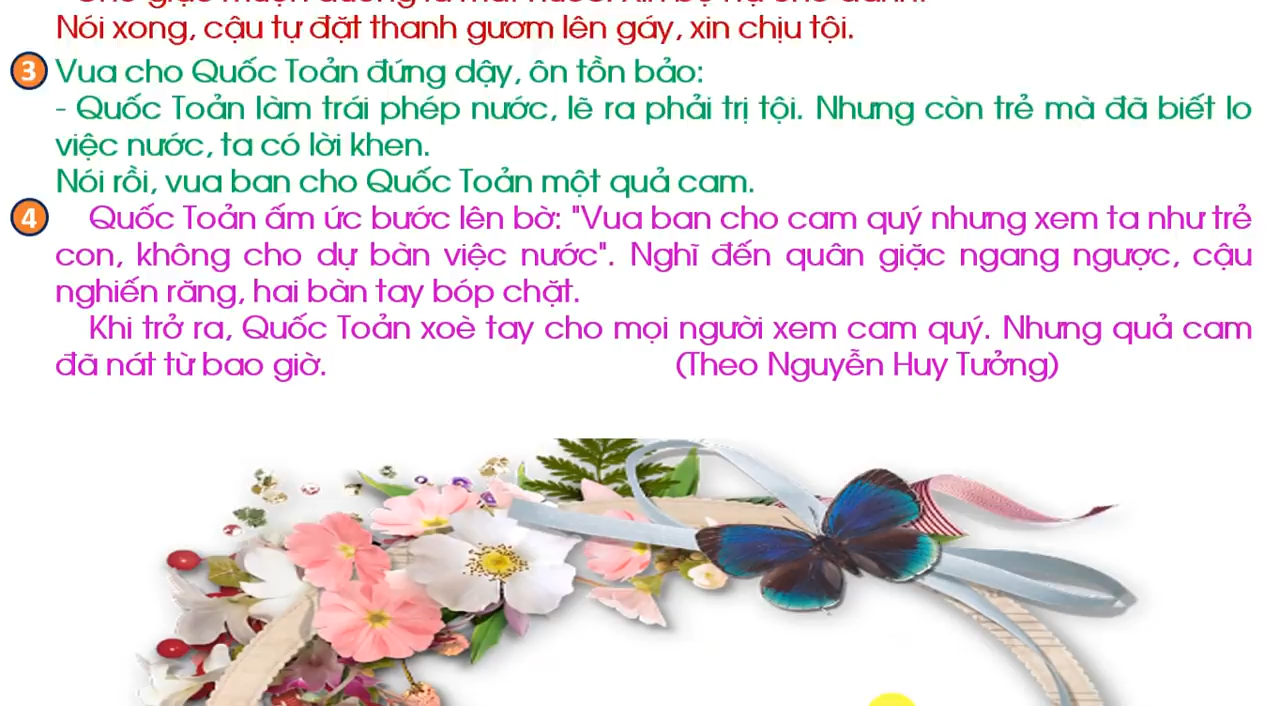 Nói xong, cậu tự đặt thanh gươm lên gáy, xin chịu tội.
3 Vua cho Quốc Toản đứng dậy, ôn tồn bảo:
- Quốc Toản làm trái phép nước, lẽ ra phải trị tội. Nhưng còn trẻ mà đã biết lo
việc nước, ta có lời khen.
Nói rồi, vua ban cho Quốc Toản một quả cam.
4 Quốc Toản ấm ức bước lên bờ: "Vua ban cho cam quý nhưng xem ta như trẻ
con, không cho dự bàn việc nước". Nghĩ đến quân giặc ngang ngược, cậu
nghiến răng, hai bàn tay bóp chặt.
Khi trở ra, Quốc Toản xoè tay cho mọi người xem cam quý. Nhưng quả cam
đã nát từ bao giờ. (Theo Nguyễn Huy Tưởng)